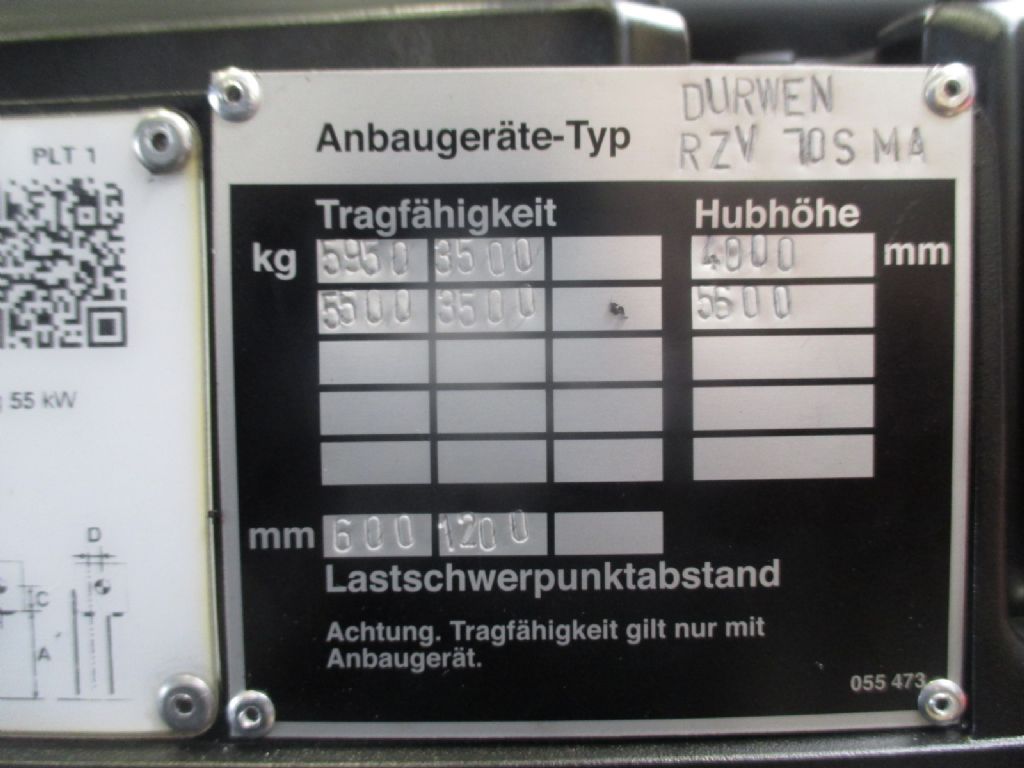 PLT 1
55 kW
D
C
A
DURWEN
Anbaugeräte-Typ RZV 70S MA
Tragfähigkeit Hubhöhe
kg 5950 3500 4000 mm
5500 3500 5600
mm 600 1200
Lastschwerpunktabstand
Achtung. Tragfähigkeit gilt nur mit
Anbaugerät.
055 473